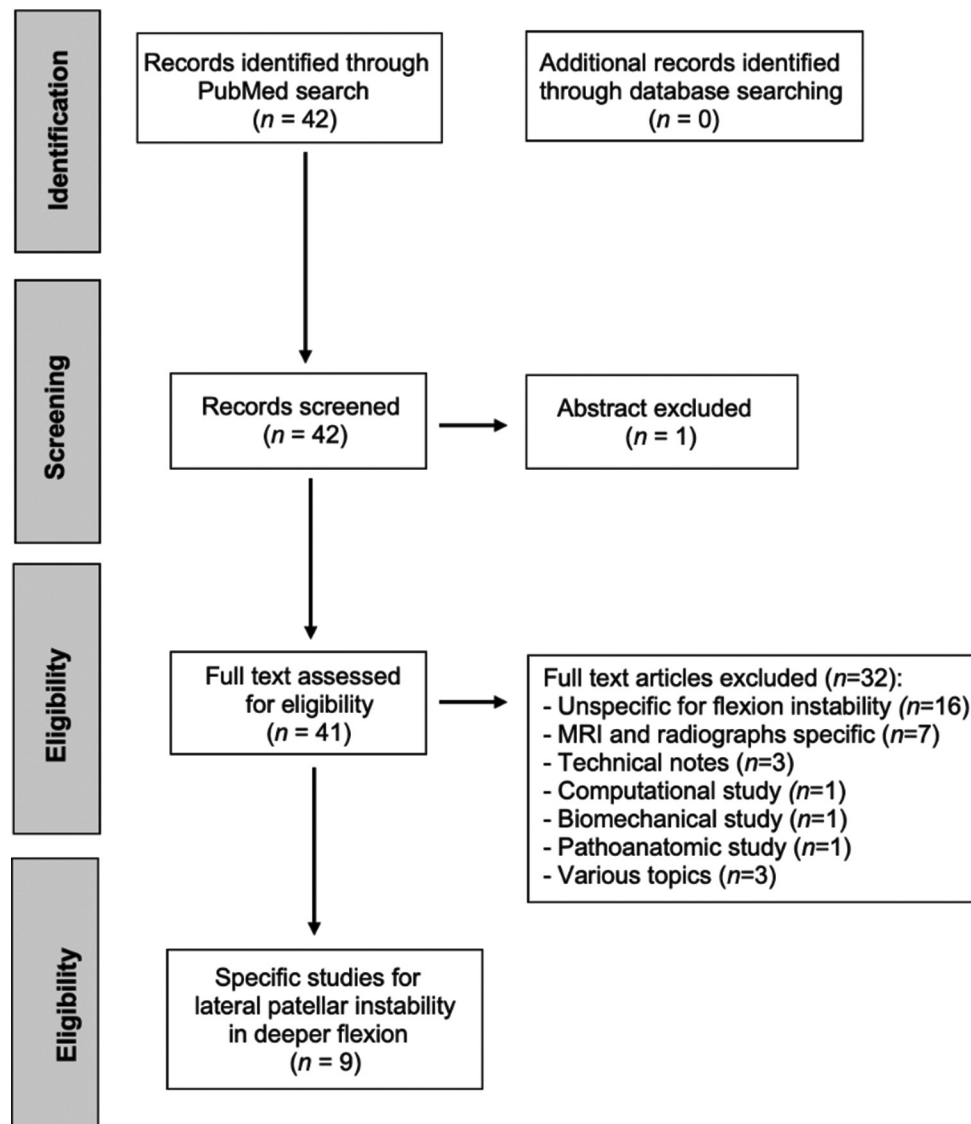 Identification
Records identified through
PubMed search
(n = 42)
Additional records identified
through database searching
(n = 0)
Screening
Records screened
(n = 42)
Abstract excluded
(n = 1)
Eligibility
Full text assessed
for eligibility
(n = 41)
Full text articles excluded (n=32):
- Unspecific for flexion instability (n=16)
- MRI and radiographs specific (n=7)
- Technical notes (n=3)
- Computational study (n=1)
- Biomechanical study (n=1)
- Pathoanatomic study (n=1)
- Various topics (n=3)
Eligibility
Specific studies for
lateral patellar instability
in deeper flexion
(n = 9)